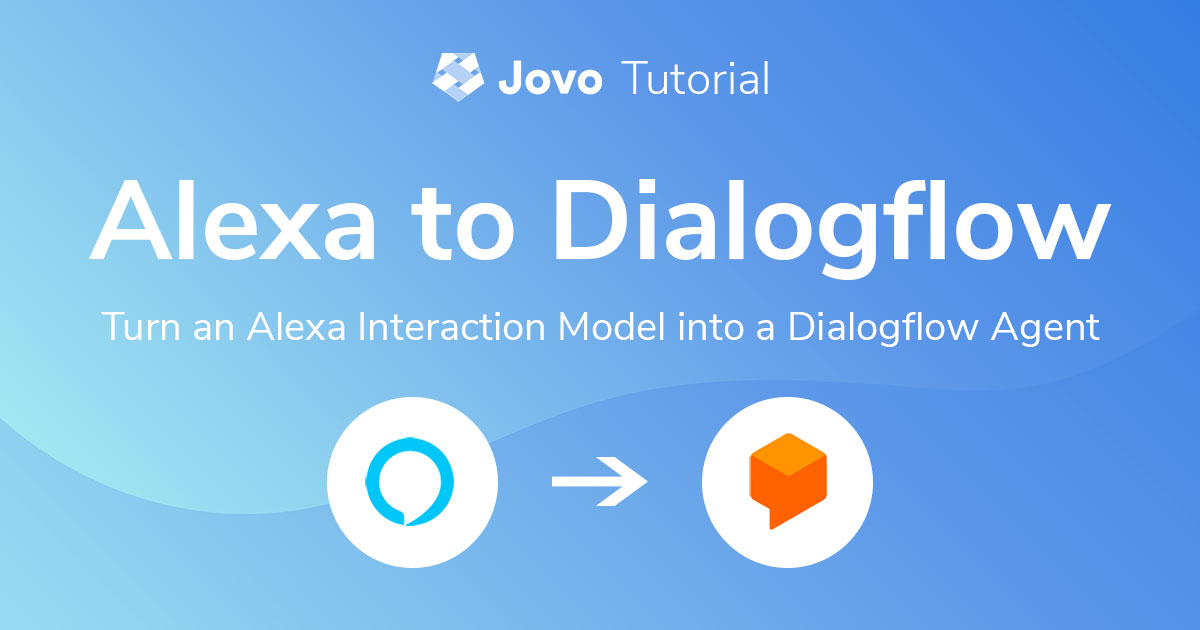 Jovo Tutorial
Alexa to Dialogflow
Turn an Alexa Interaction Model into a Dialogflow Agent